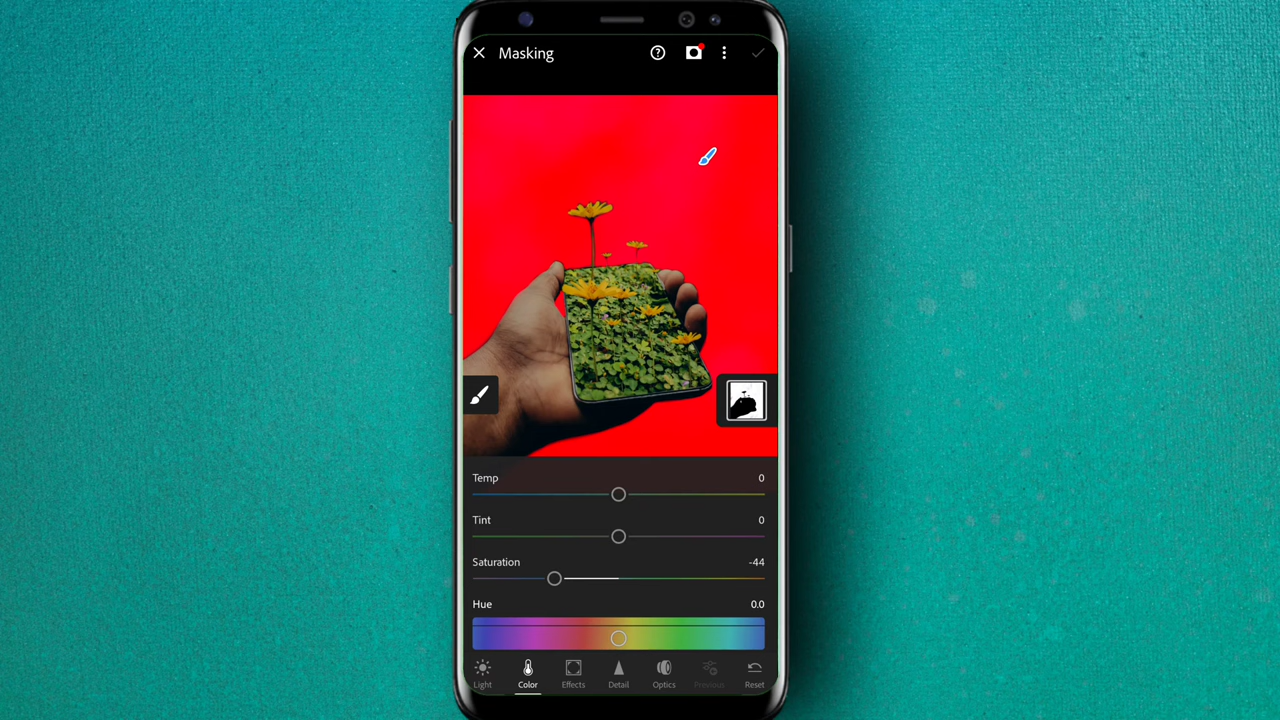 Masking
Temp 0
Tint 0
Saturation -44
Hue 0.0
Light Color Effects Detail Optics Previous Reset